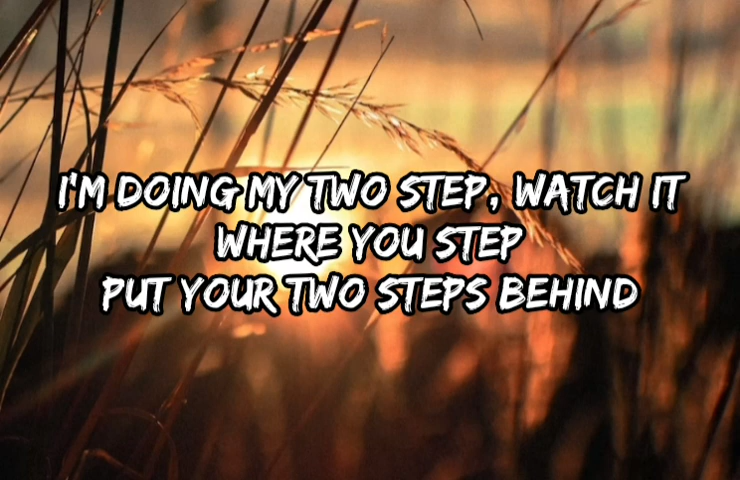 I'M DOING MY TWO STEP, WATCH IT
WHERE YOU STEP
PUT YOUR TWO STEPS BEHIND